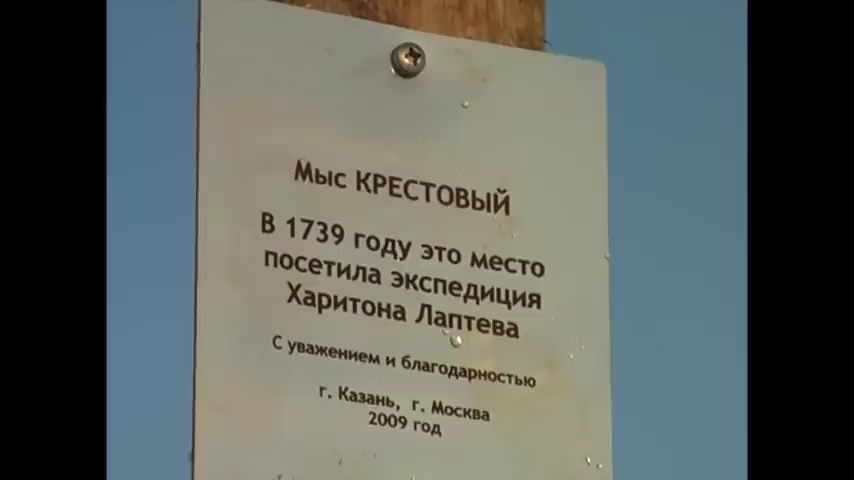 Мыс КРЕСТОВЫЙ
В 1739 году это место
посетила экспедиция
Харитона Лаптева
С уважением и благодарностью
г. Казань, г. Москва
2009 год